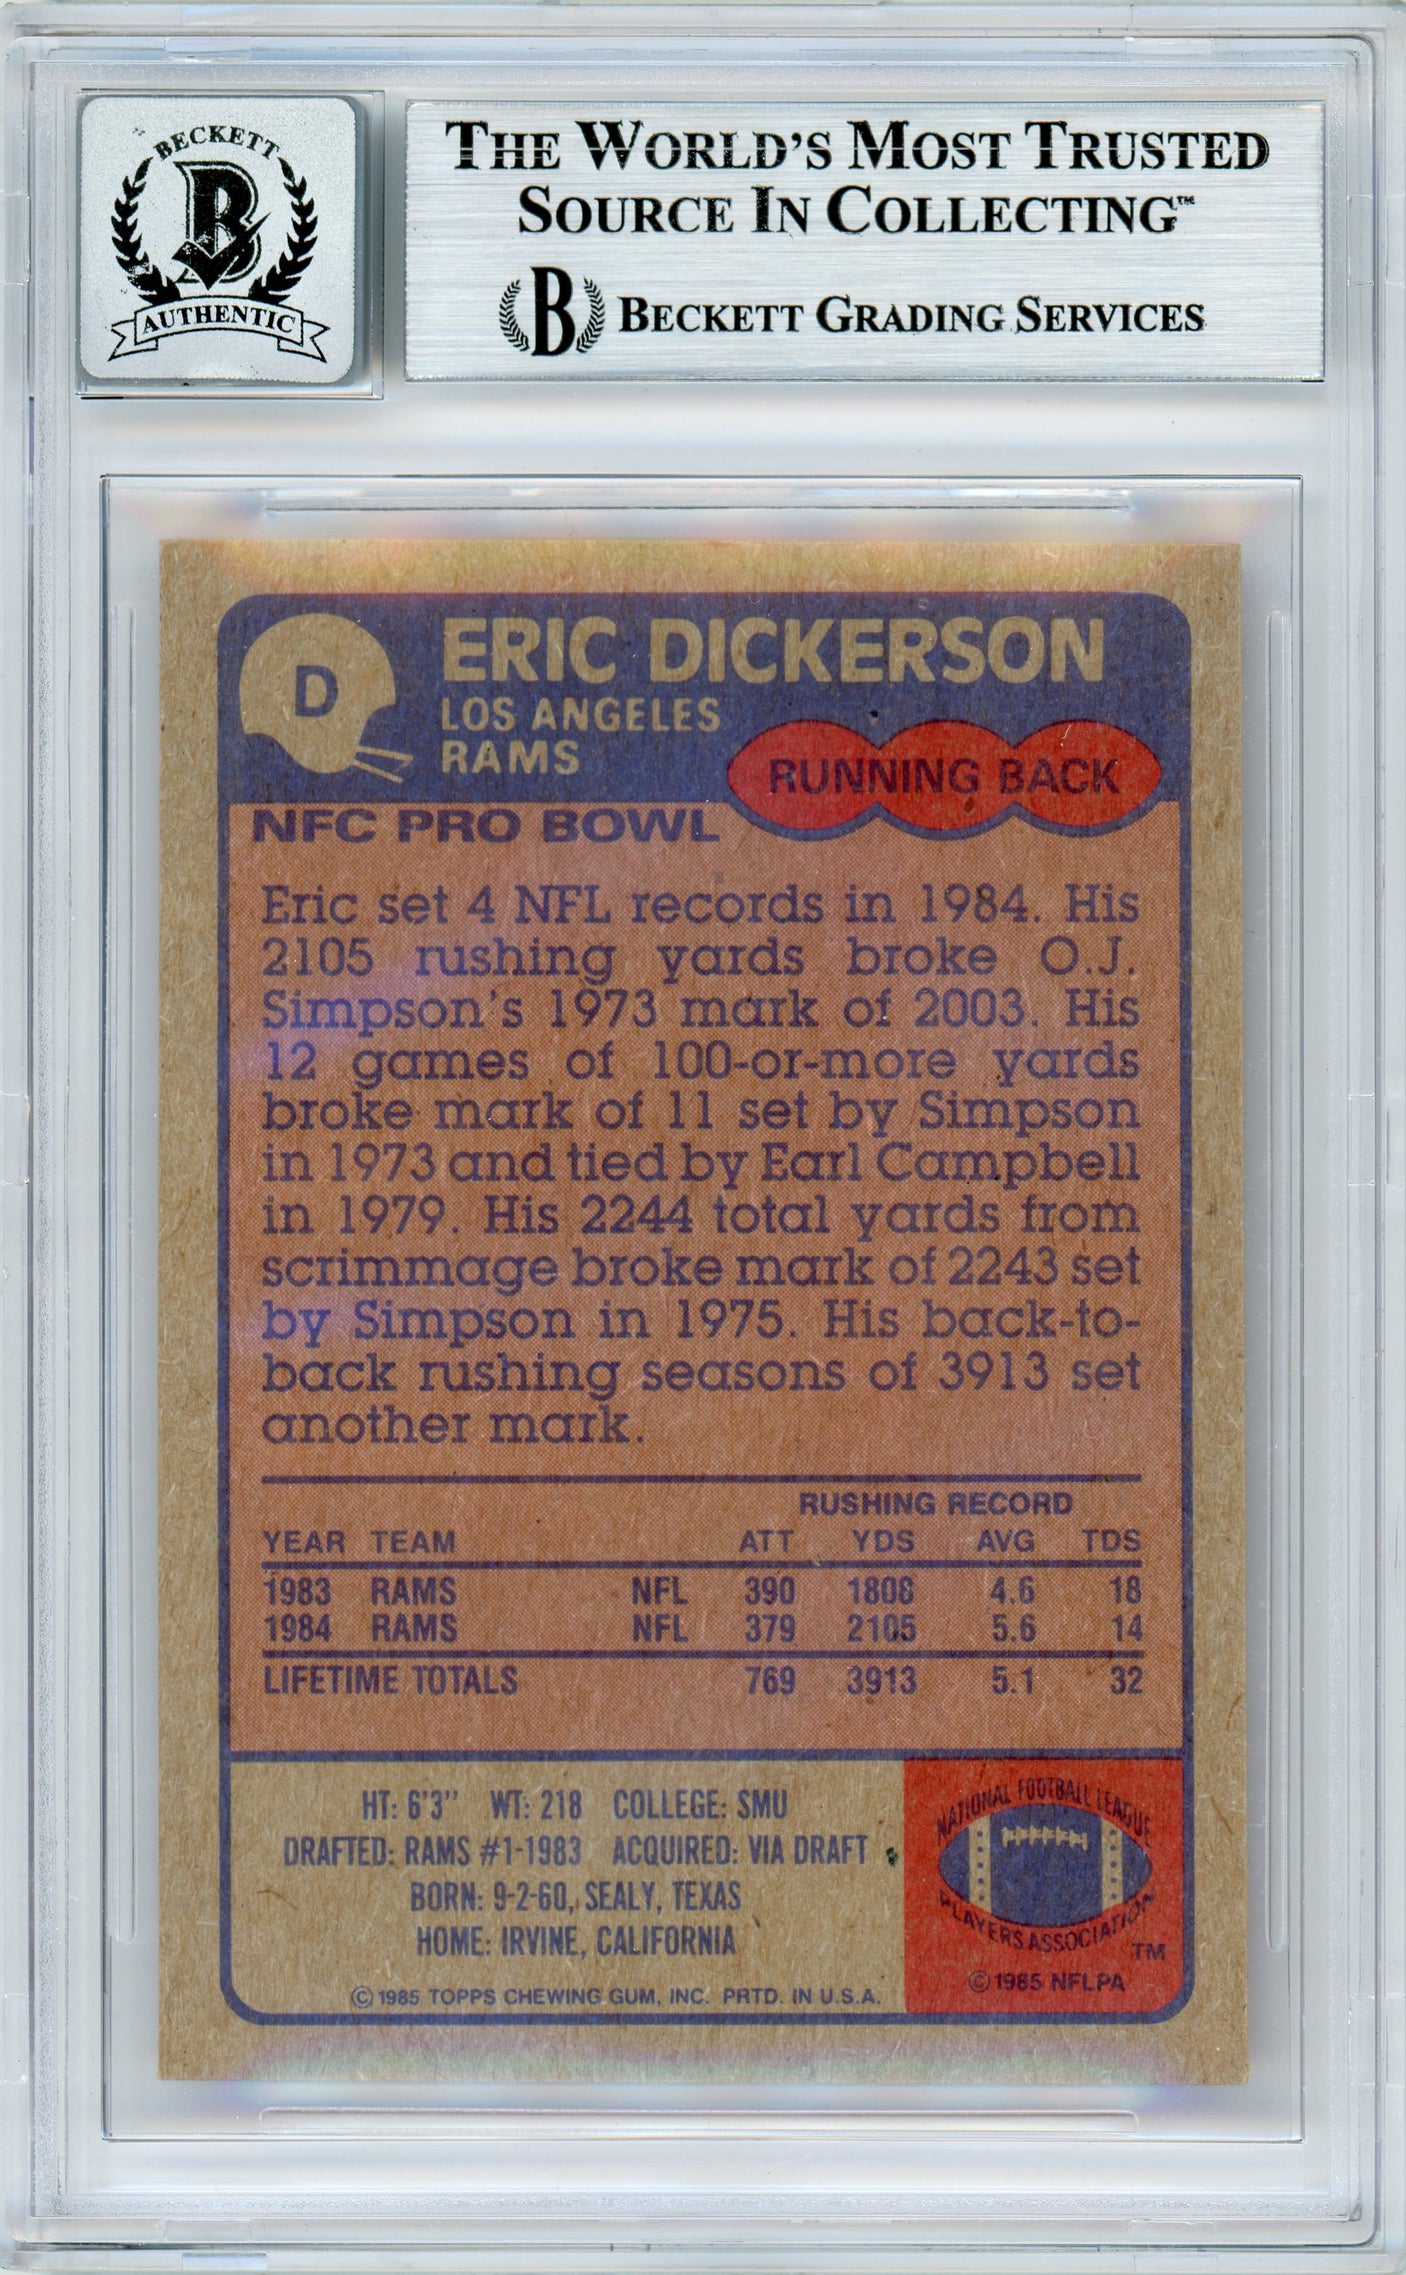 BECKETT
B
AUTHENTIC
THE WORLD'S MOST TRUSTED
SOURCE IN COLLECTING™
B BECKETT GRADING SERVICES
D
ERIC DICKERSON
LOS ANGELES
RAMS
RUNNING BACK
NFC PRO BOWL
Eric set 4 NFL records in 1984. His
2105 rushing yards broke O.J.
Simpson's 1973 mark of 2003. His
12 games of 100-or-more yards
broke mark of 11 set by Simpson
in 1973 and tied by Earl Campbell
in 1979. His 2244 total yards from
scrimmage broke mark of 2243 set
by Simpson in 1975. His back-to-
back rushing seasons of 3913 set
another mark.
RUSHING RECORD
YEAR TEAM ATT YDS AVG TDS
1983 RAMS NFL 390 1808 4.6 18
1984 RAMS NFL 379 2105 5.6 14
LIFETIME TOTALS 769 3913 5.1 32
HT: 6'3" WT: 218 COLLEGE: SMU
DRAFTED: RAMS #1-1983 ACQUIRED: VIA DRAFT
BORN: 9-2-60, SEALY, TEXAS
HOME: IRVINE, CALIFORNIA
© 1985 TOPPS CHEWING GUM, INC. PRTD. IN U.S.A.
NATIONAL FOOTBALL LEAGUE
PLAYERS ASSOCIATION
TM
© 1985 NFLPA